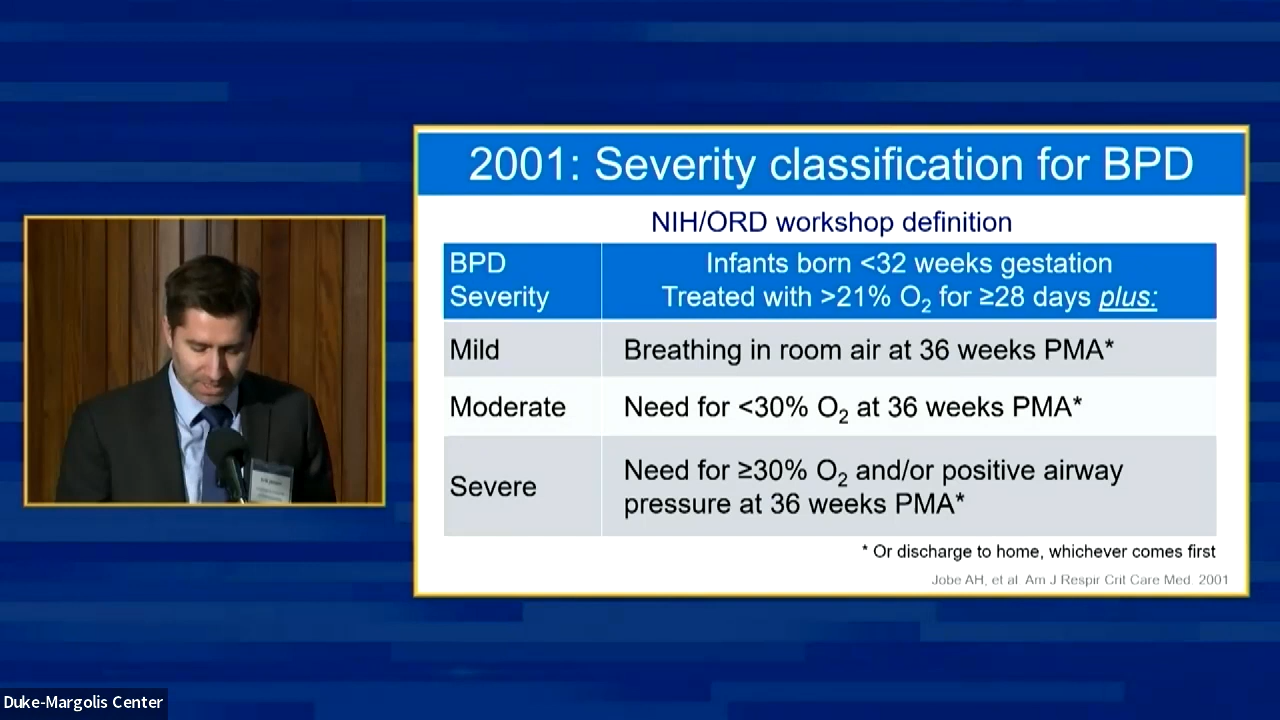 2001: Severity classification for BPD
NIH/ORD workshop definition
BPD
Severity
Infants born <32 weeks gestation
Treated with >21% O₂ for ≥28 days plus:
Mild
Breathing in room air at 36 weeks PMA*
Moderate
Need for <30% O₂ at 36 weeks PMA*
Severe
Need for ≥30% O₂ and/or positive airway
pressure at 36 weeks PMA*
* Or discharge to home, whichever comes first
Jobe AH, et al Am J Respir Crit Care Med. 2001
Duke-Margolis Center